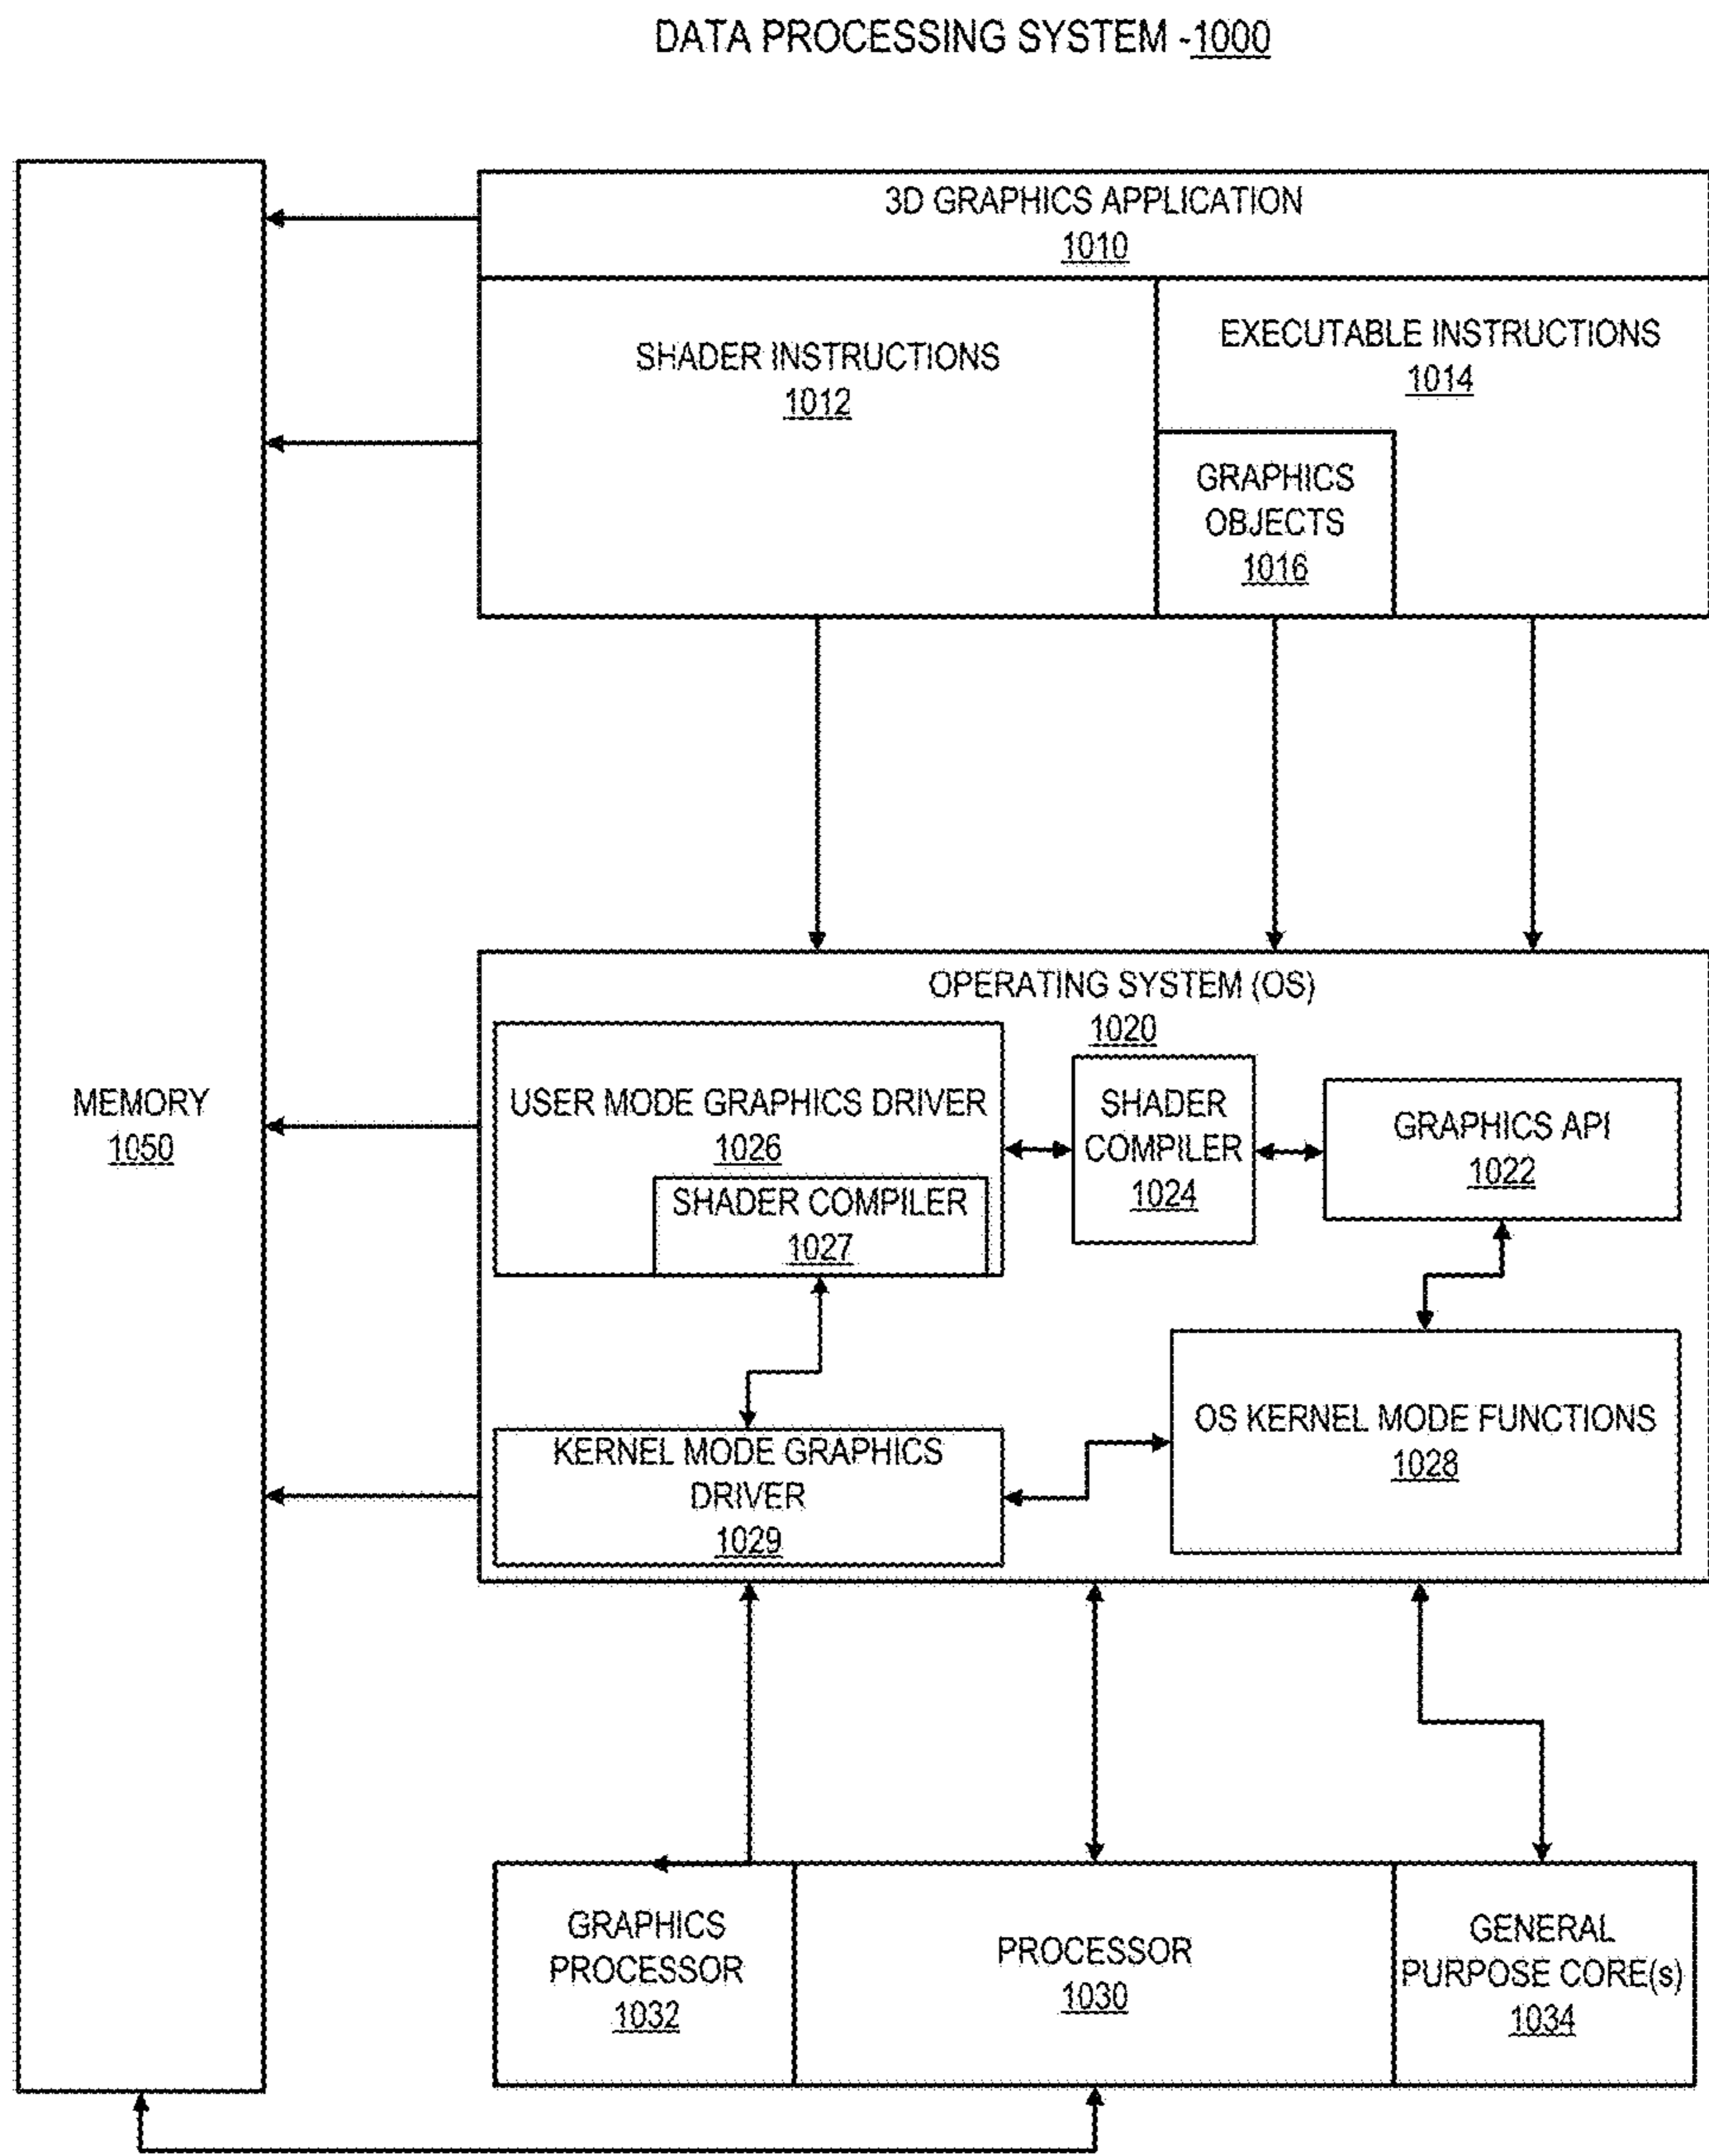 DATA PROCESSING SYSTEM -1000
3D GRAPHICS APPLICATION
1010
SHADER INSTRUCTIONS
1012
EXECUTABLE INSTRUCTIONS
1014
GRAPHICS
OBJECTS
1016
MEMORY
1050
OPERATING SYSTEM (OS)
1020
USER MODE GRAPHICS DRIVER
1026
SHADER COMPILER
1027
SHADER
COMPILER
1024
GRAPHICS API
1022
KERNEL MODE GRAPHICS
DRIVER
1029
OS KERNEL MODE FUNCTIONS
1028
GRAPHICS
PROCESSOR
1032
PROCESSOR
1030
GENERAL
PURPOSE CORE(s)
1034